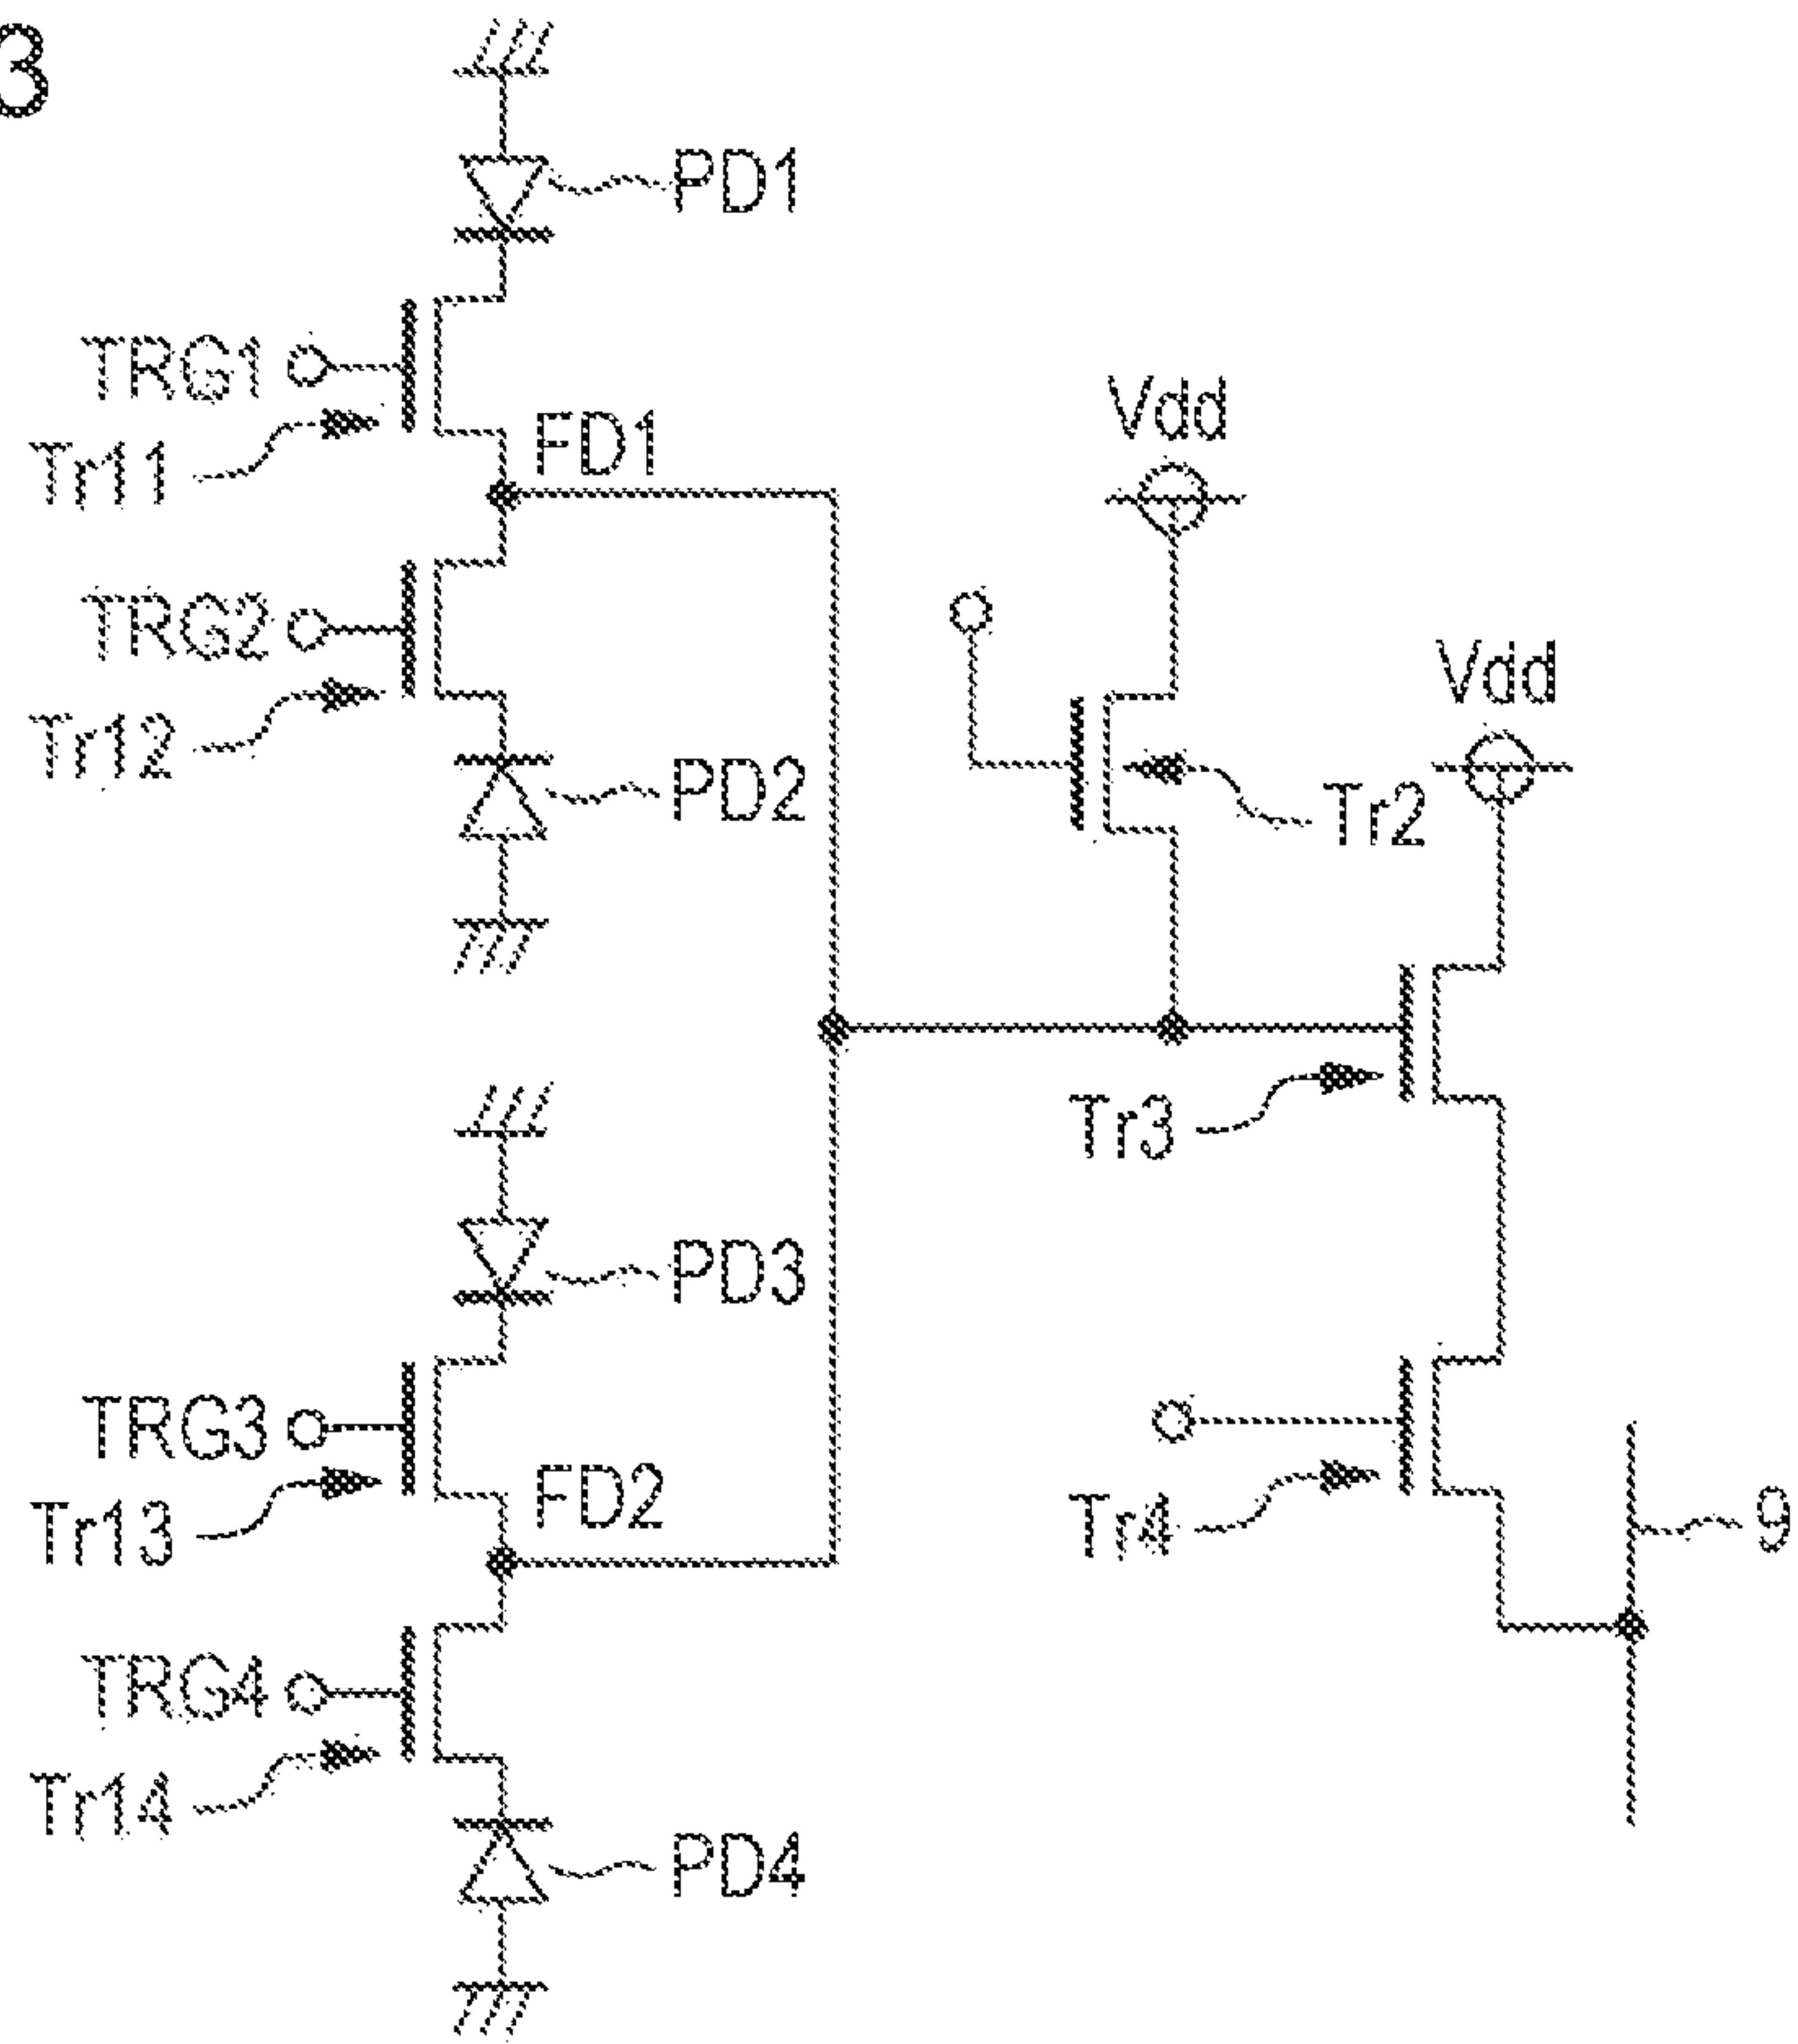 3
PD1
TRG1
Vdd
FD1
Tr11
TRG2
Vdd
Tr12
PD2
Tr2
Tr3
PD3
TRG3
FD2
Tr13
Tr4
9
TRG4
Tr14
PD4